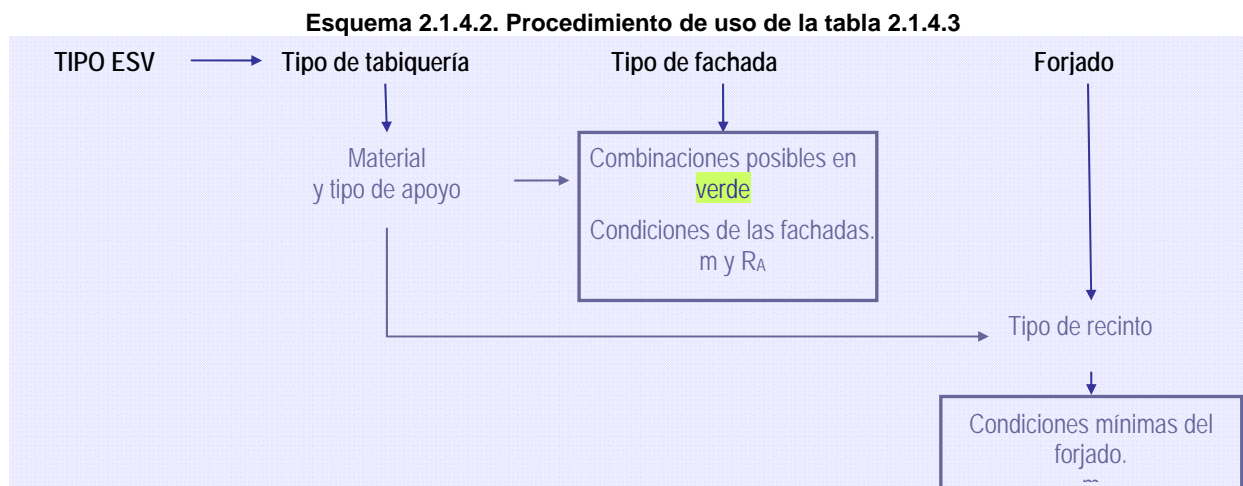 Esquema 2.1.4.2. Procedimiento de uso de la tabla 2.1.4.3
TIPO ESV
Tipo de tabiquería
Tipo de fachada
Forjado
Material
y tipo de apoyo
Combinaciones posibles en
verde
Condiciones de las fachadas.
m y RA
Tipo de recinto
Condiciones mínimas del
forjado.